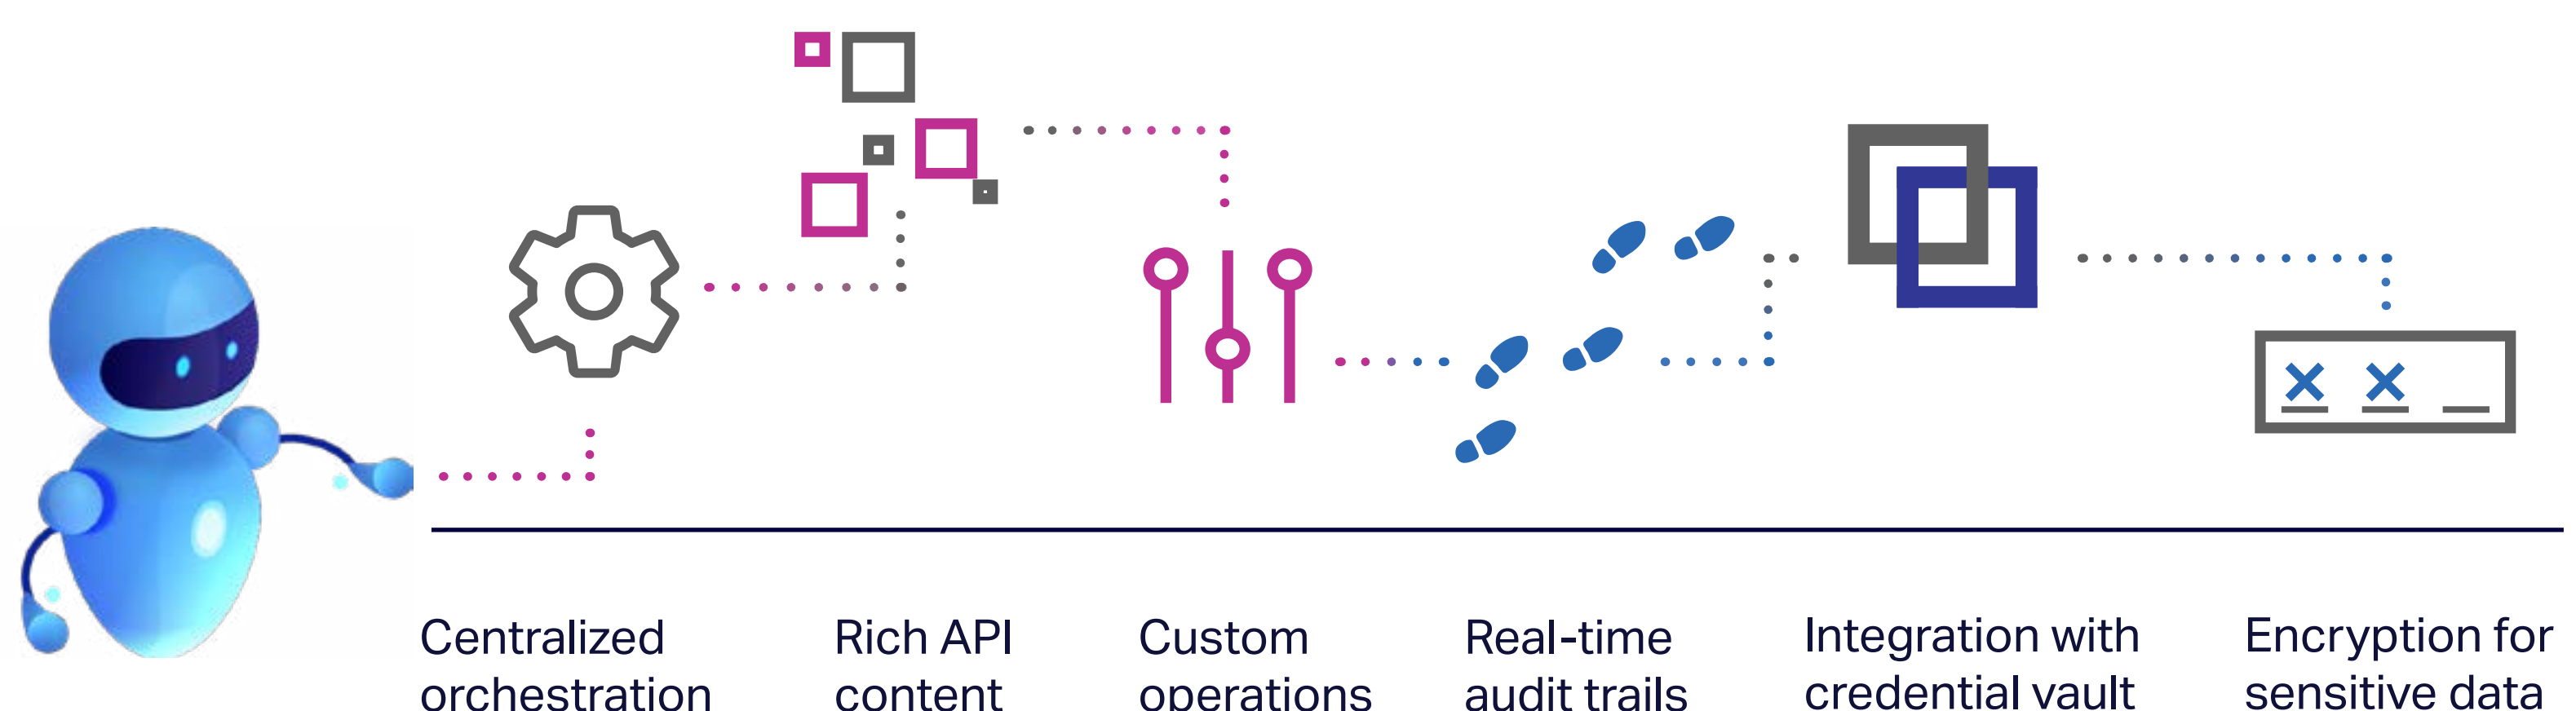 Centralized
orchestration
Rich API
content
Custom
operations
Real-time
audit trails
Integration with
credential vault
Encryption for
sensitive data